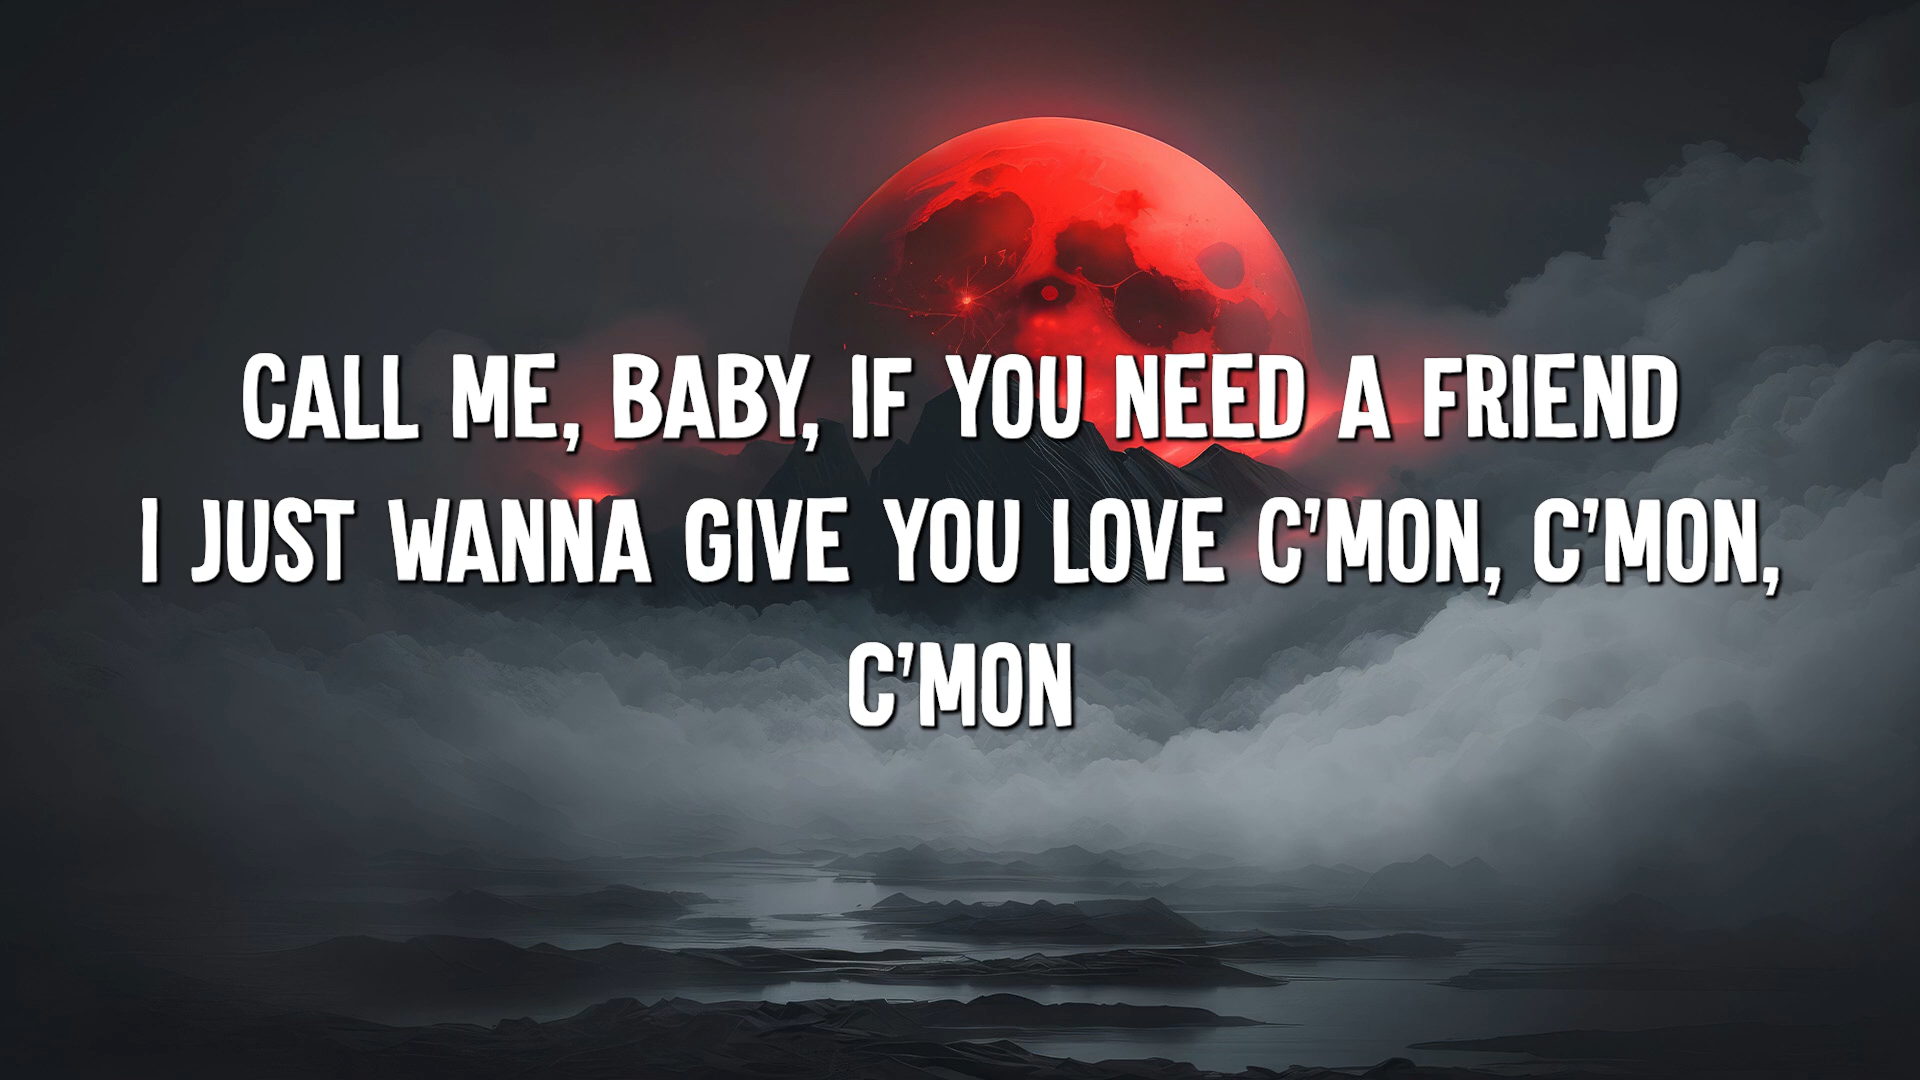 CALL ME, BABY, IF YOU NEED A FRIEND
I JUST WANNA GIVE YOU LOVE C'MON, C'MON,
C'MON